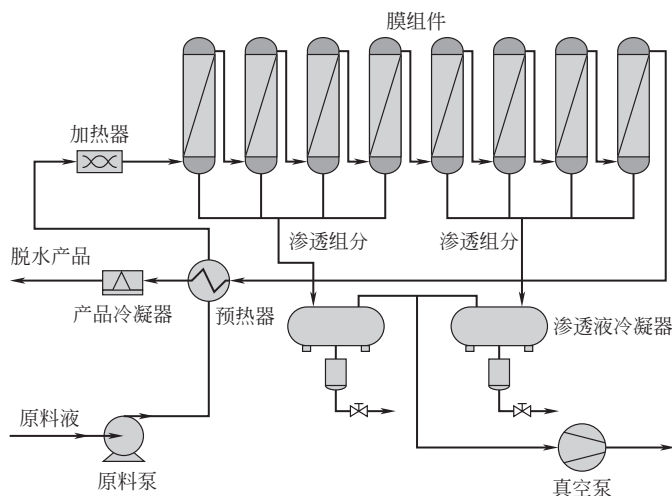 膜组件
加热器
渗透组分
渗透组分
脱水产品
产品冷凝器
预热器
渗透液冷凝器
原料液
原料泵
真空泵